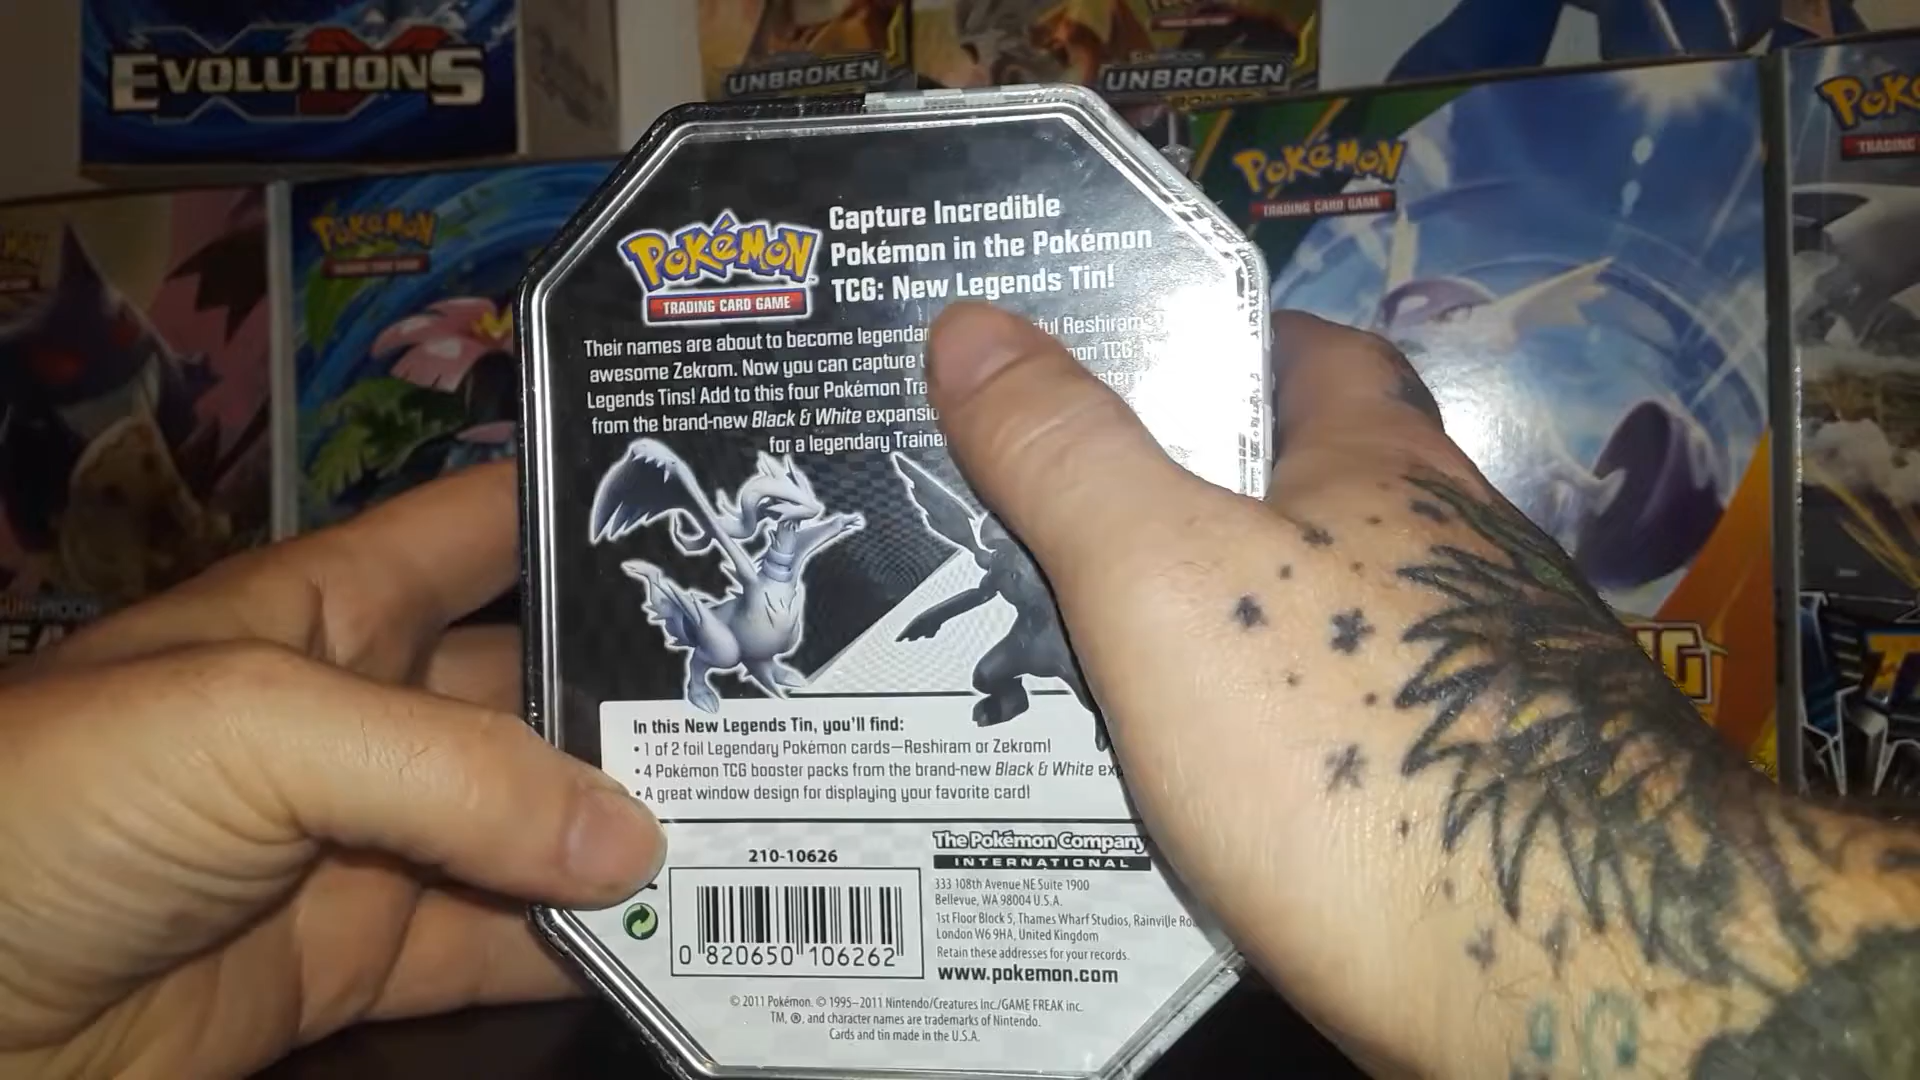 EVOLUTIONS
UNBROKEN
UNBROKEN
POKÉMON
TRADING CARD GAME
POKÉMON
POKÉMON
TRADING CARD GAME
Capture Incredible
Pokémon in the Pokémon
TCG: New Legends Tin!
Their names are about to become Reshiram
awesome Zekrom. Now you can capture TCG:
Legends Tins! Add to this four Pokémon
from the brand-new Black & White
for a legendary
In this New Legends Tin, you'll find:
• 1 of 2 foil Legendary Pokémon cards—Reshiram or Zekrom!
• 4 Pokémon TCG booster packs from the brand-new Black & White
• A great window design for displaying your favorite card!
210-10626
0 820650 106262
The Pokémon Company
INTERNATIONAL
333 108th Avenue NE Suite 1900
Bellevue, WA 98004 U.S.A.
1st Floor Block 5, Thames Wharf Studios, Rainville
London W6 9HA, United Kingdom
Retain these addresses for your records.
www.pokemon.com
© 2011 Pokémon. © 1995–2011 Nintendo/Creatures Inc./GAME FREAK inc.
TM, ®, and character names are trademarks of Nintendo.
Cards and tin made in the U.S.A.